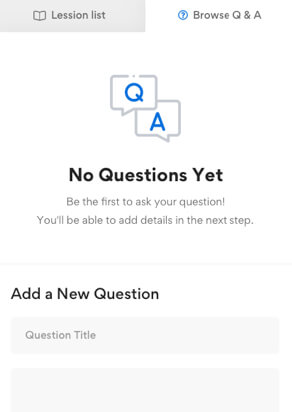 Lession list
Browse Q & A
Q
A
No Questions Yet
Be the first to ask your question!
You'll be able to add details in the next step.
Add a New Question
Question Title